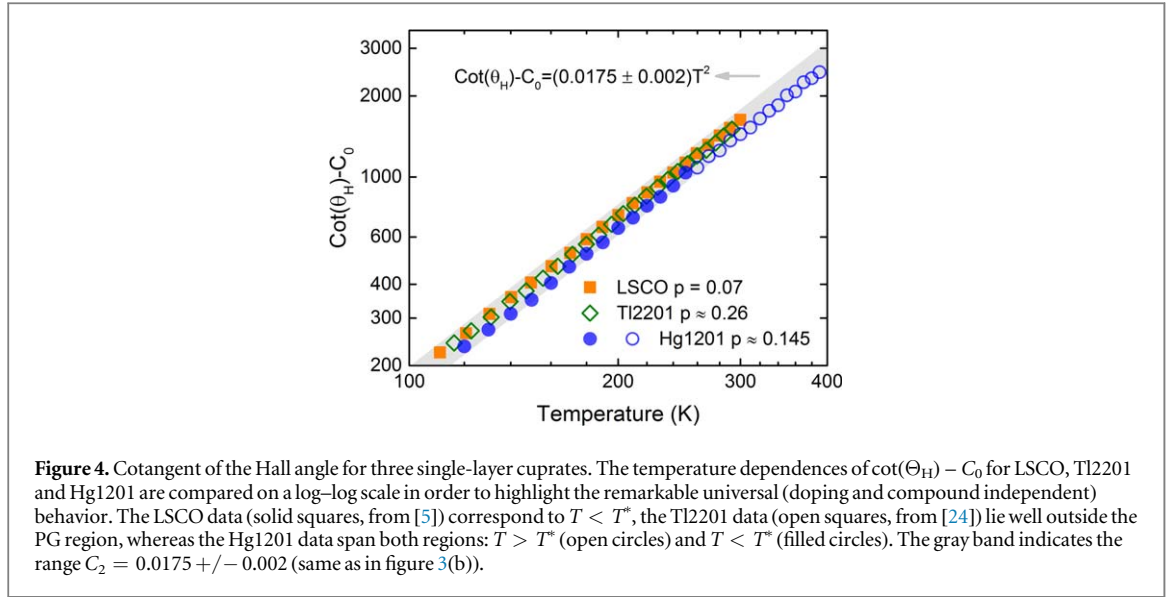 3000
2000
1000
600
400
300
200
Cot(θH)-C0
Cot(θH)-C0=(0.0175 ± 0.002)T2
LSCO p = 0.07
Tl2201 p ≈ 0.26
Hg1201 p ≈ 0.145
100 200 300 400
Temperature (K)
Figure 4. Cotangent of the Hall angle for three single-layer cuprates. The temperature dependences of cot(ΘH) − C0 for LSCO, Tl2201
and Hg1201 are compared on a log–log scale in order to highlight the remarkable universal (doping and compound independent)
behavior. The LSCO data (solid squares, from [5]) correspond to T < T*, the Tl2201 data (open squares, from [24]) lie well outside the
PG region, whereas the Hg1201 data span both regions: T > T* (open circles) and T < T* (filled circles). The gray band indicates the
range C2 = 0.0175 +/− 0.002 (same as in figure 3(b)).